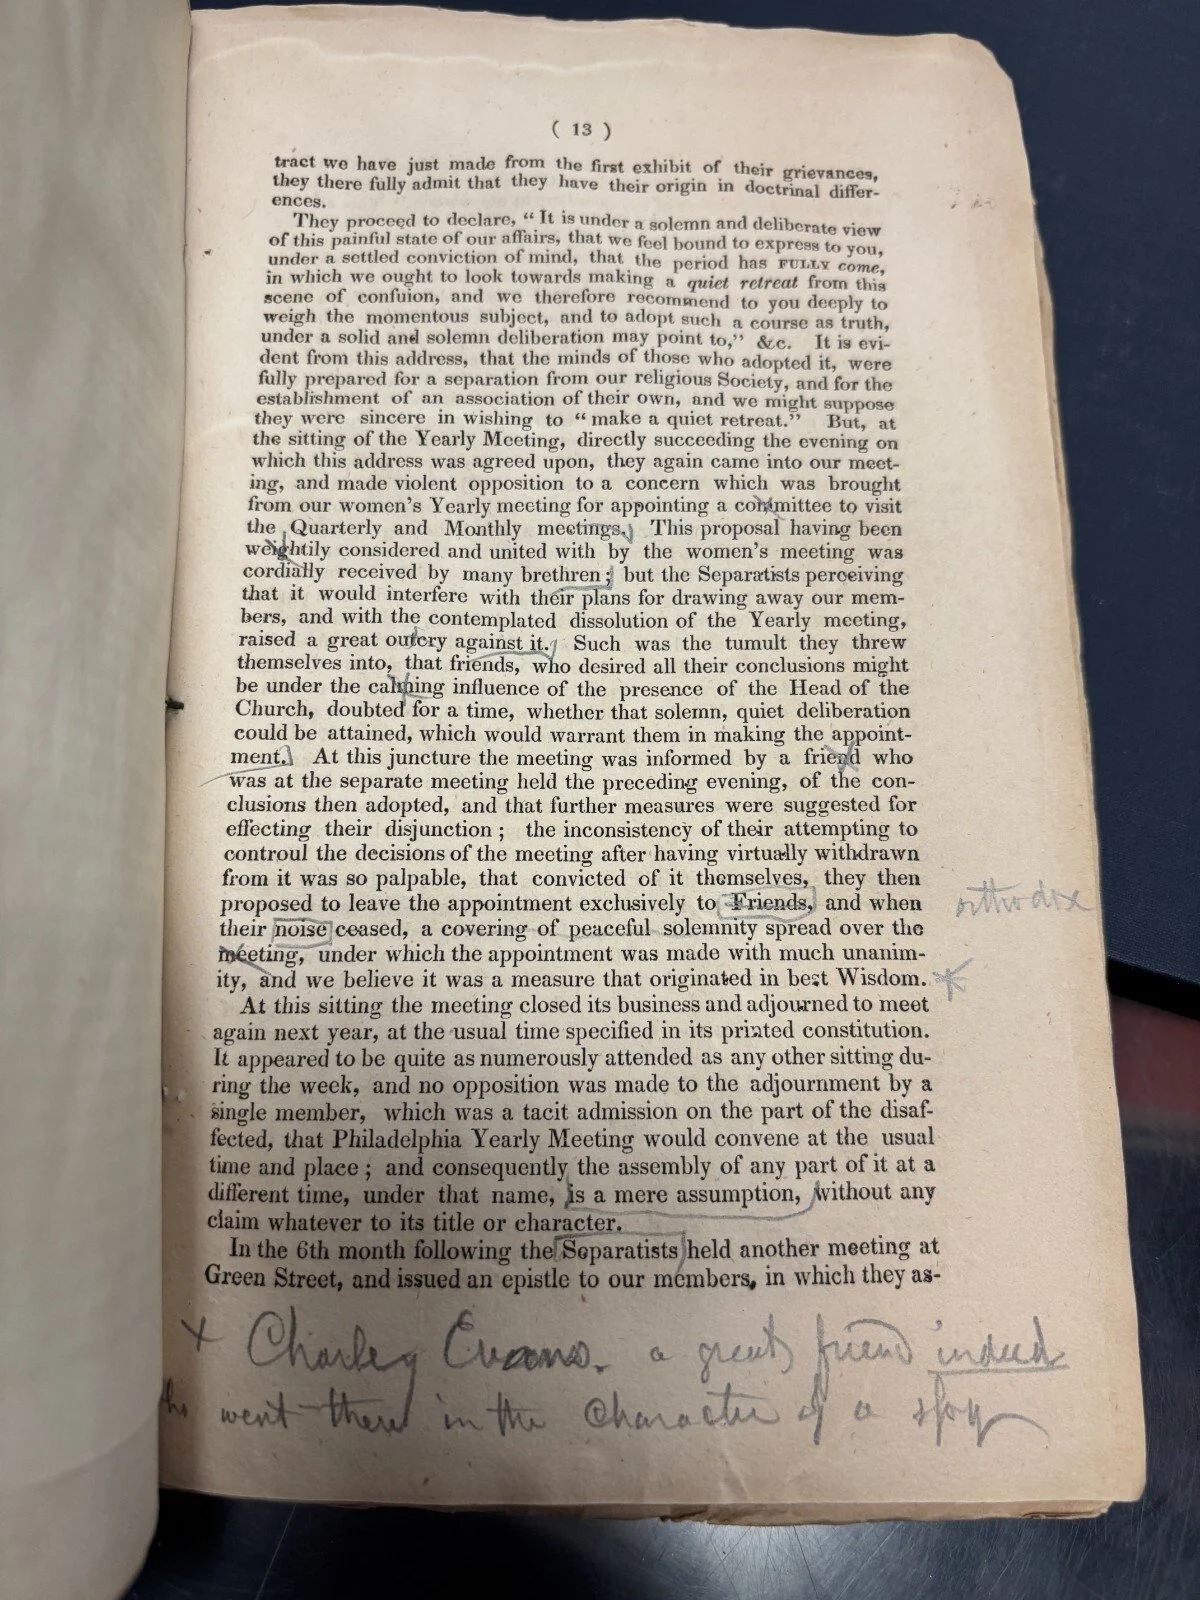 ( 13 )
tract we have just made from the first exhibit of their grievances,
they there fully admit that they have their origin in doctrinal differ-
ences.
They proceed to declare, “It is under a solemn and deliberate view
of this painful state of our affairs, that we feel bound to express to you,
under a settled conviction of mind, that the period has FULLY come,
in which we ought to look towards making a quiet retreat from this
scene of confuion, and we therefore recommend to you deeply to
weigh the momentous subject, and to adopt such a course as truth,
under a solid and solemn deliberation may point to,” &c. It is evi-
dent from this address, that the minds of those who adopted it, were
fully prepared for a separation from our religious Society, and for the
establishment of an association of their own, and we might suppose
they were sincere in wishing to “make a quiet retreat.” But, at
the sitting of the Yearly Meeting, directly succeeding the evening on
which this address was agreed upon, they again came into our meet-
ing, and made violent opposition to a concern which was brought
from our women's Yearly meeting for appointing a committee to visit
the Quarterly and Monthly meetings. This proposal having been
weightily considered and united with by the women's meeting was
cordially received by many brethren; but the Separatists perceiving
that it would interfere with their plans for drawing away our mem-
bers, and with the contemplated dissolution of the Yearly meeting,
raised a great outcry against it. Such was the tumult they threw
themselves into, that friends, who desired all their conclusions might
be under the calming influence of the presence of the Head of the
Church, doubted for a time, whether that solemn, quiet deliberation
could be attained, which would warrant them in making the appoint-
ment. At this juncture the meeting was informed by a friend who
was at the separate meeting held the preceding evening, of the con-
clusions then adopted, and that further measures were suggested for
effecting their disjunction; the inconsistency of their attempting to
controul the decisions of the meeting after having virtually withdrawn
from it was so palpable, that convicted of it themselves, they then
proposed to leave the appointment exclusively to Friends, and when
orthodox
their noise ceased, a covering of peaceful solemnity spread over the
meeting, under which the appointment was made with much unanim-
ity, and we believe it was a measure that originated in best Wisdom.
At this sitting the meeting closed its business and adjourned to meet
again next year, at the usual time specified in its printed constitution.
It appeared to be quite as numerously attended as any other sitting du-
ring the week, and no opposition was made to the adjournment by a
single member, which was a tacit admission on the part of the disaf-
fected, that Philadelphia Yearly Meeting would convene at the usual
time and place; and consequently the assembly of any part of it at a
different time, under that name, is a mere assumption, without any
claim whatever to its title or character.
In the 6th month following the Separatists held another meeting at
Green Street, and issued an epistle to our members, in which they as-
x Charley Evans. a great friend indeed
who went there in the character of a spy